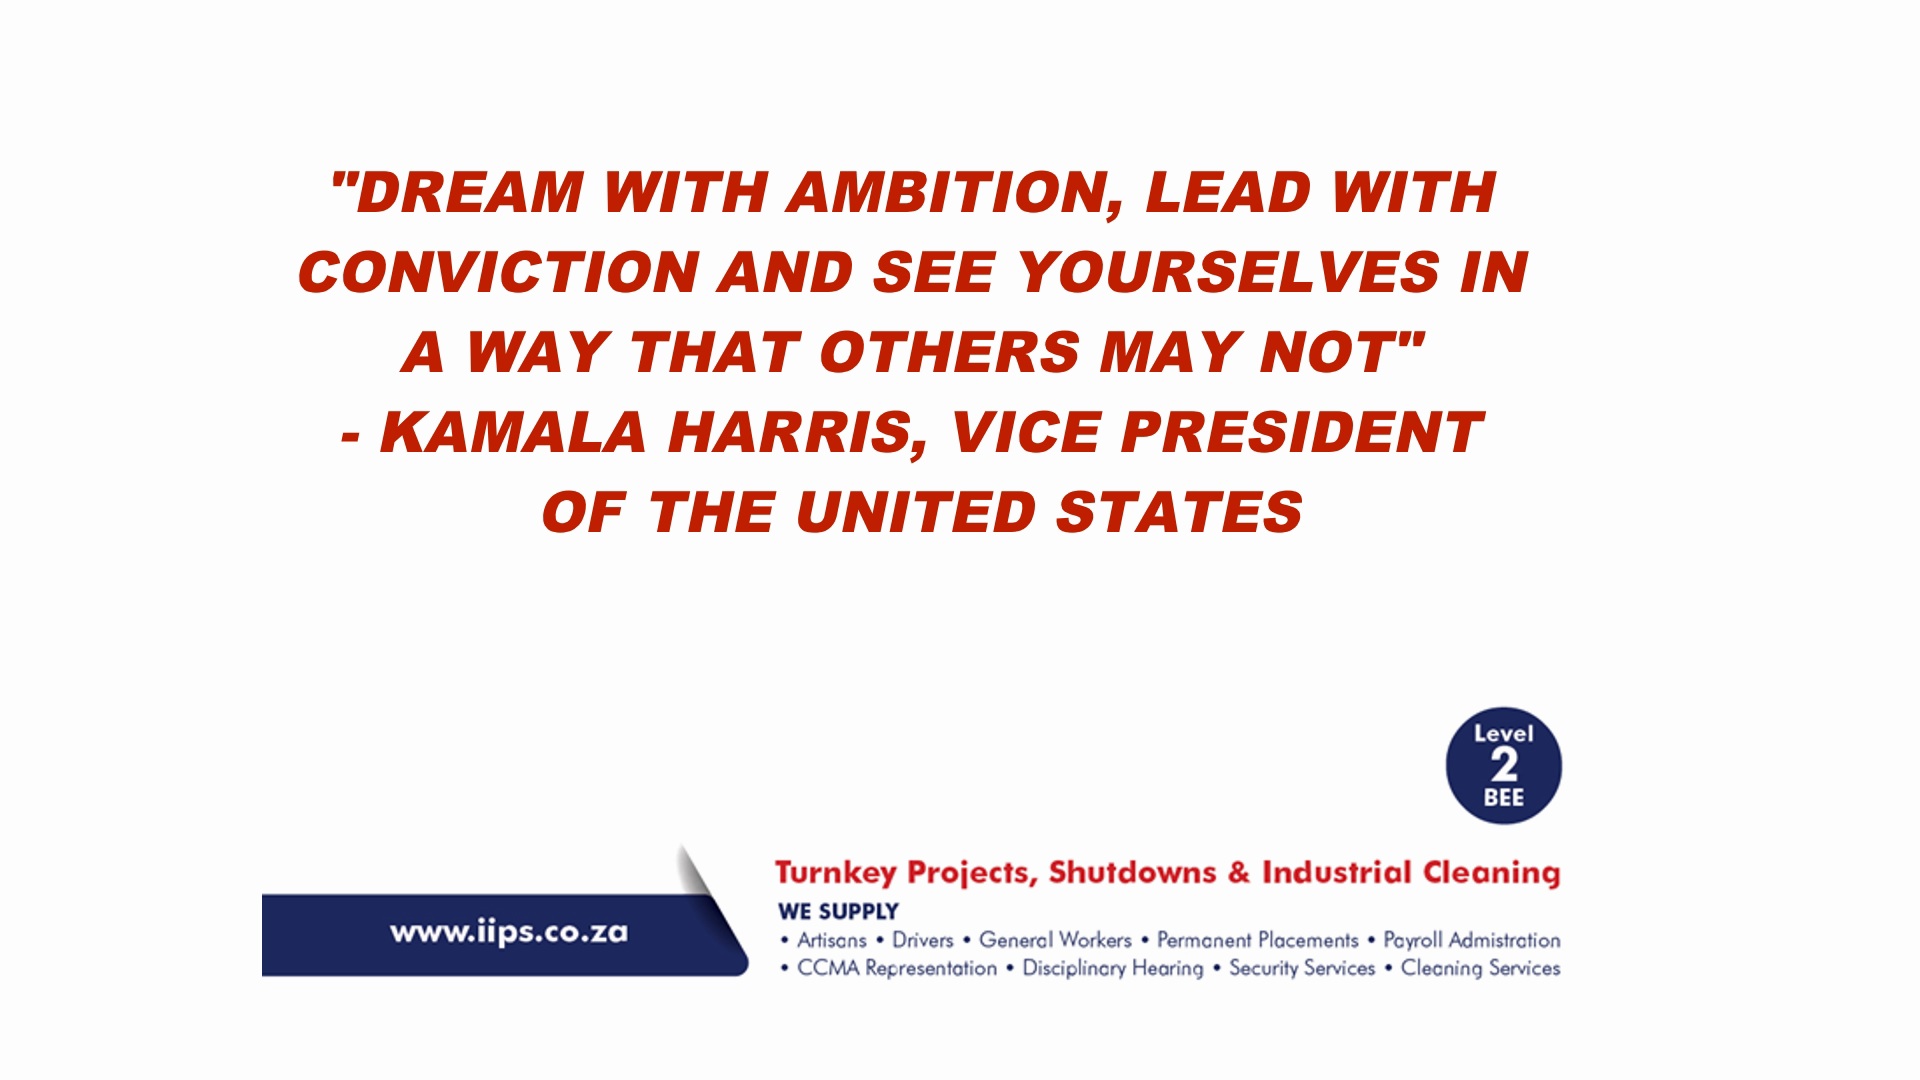 "DREAM WITH AMBITION, LEAD WITH
CONVICTION AND SEE YOURSELVES IN
A WAY THAT OTHERS MAY NOT"
- KAMALA HARRIS, VICE PRESIDENT
OF THE UNITED STATES
Level
2
BEE
Turnkey Projects, Shutdowns & Industrial Cleaning
WE SUPPLY
• Artisans • Drivers • General Workers • Permanent Placements • Payroll Admistration
• CCMA Representation • Disciplinary Hearing • Security Services • Cleaning Services
www.iips.co.za